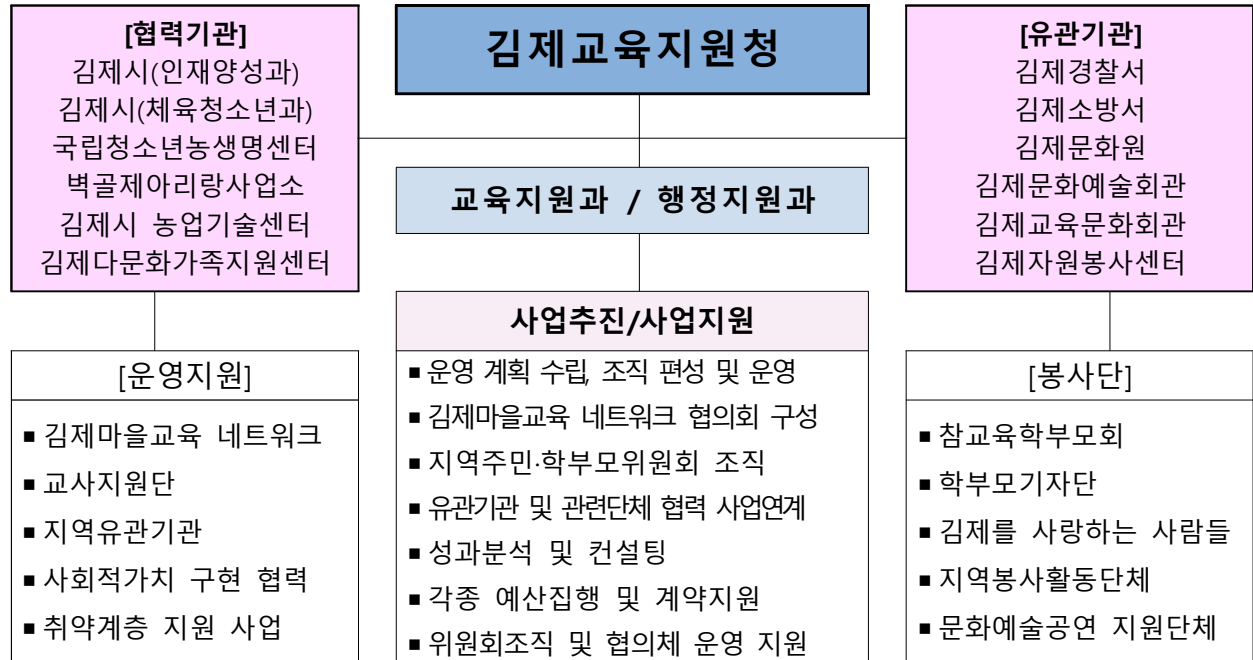 [협력기관]
김제시(인재양성과)
김제시(체육청소년과)
국립청소년농생명센터
벽골제아리랑사업소
김제시 농업기술센터
김제다문화가족지원센터
김제교육지원청
[유관기관]
김제경찰서
김제소방서
김제문화원
김제문화예술회관
김제교육문화회관
김제자원봉사센터
교육지원과 / 행정지원과
[운영지원]
▪ 김제마을교육 네트워크
▪ 교사지원단
▪ 지역유관기관
▪ 사회적가치 구현 협력
▪ 취약계층 지원 사업
사업추진/사업지원
▪ 운영 계획 수립, 조직 편성 및 운영
▪ 김제마을교육 네트워크 협의회 구성
▪ 지역주민·학부모위원회 조직
▪ 유관기관 및 관련단체 협력 사업연계
▪ 성과분석 및 컨설팅
▪ 각종 예산집행 및 계약지원
▪ 위원회조직 및 협의체 운영 지원
[봉사단]
▪ 참교육학부모회
▪ 학부모기자단
▪ 김제를 사랑하는 사람들
▪ 지역봉사활동단체
▪ 문화예술공연 지원단체